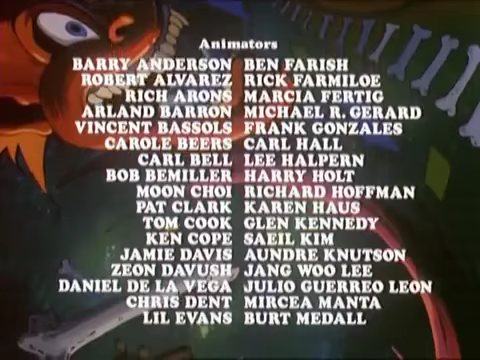 Animators
BARRY ANDERSON BEN FARISH
ROBERT ALVAREZ RICK FARMILOE
RICH ARONS MARCIA FERTIG
ARLAND BARRON MICHAEL R. GERARD
VINCENT BASSOLS FRANK GONZALES
CAROLE BEERS CARL HALL
CARL BELL LEE HALPERN
BOB BEMILLER HARRY HOLT
MOON CHOI RICHARD HOFFMAN
PAT CLARK KAREN HAUS
TOM COOK GLEN KENNEDY
KEN COPE SAEIL KIM
JAMIE DAVIS AUNDRE KNUTSON
ZEON DAVUSH JANG WOO LEE
DANIEL DE LA VEGA JULIO GUERREO LEON
CHRIS DENT MIRCEA MANTA
LIL EVANS BURT MEDALL